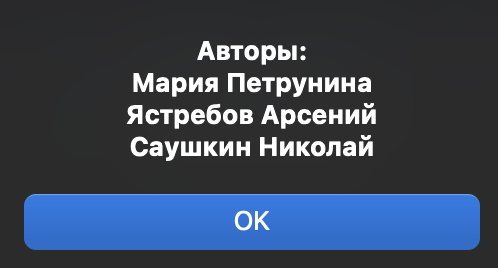 Авторы:
Мария Петрунина
Ястребов Арсений
Саушкин Николай
OK